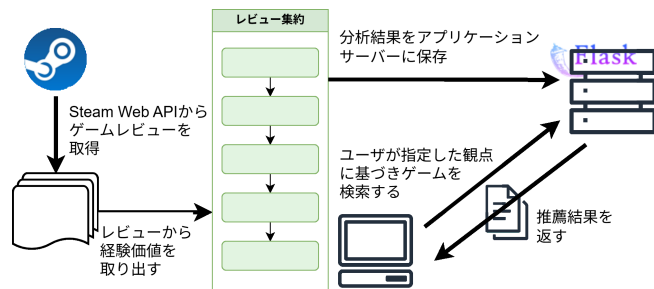 レビュー集約
Steam Web APIから
ゲームレビューを
取得
レビューから
経験価値を
取り出す
分析結果をアプリケーション
サーバーに保存
Flask
ユーザが指定した観点
に基づきゲームを
検索する
推薦結果を
返す